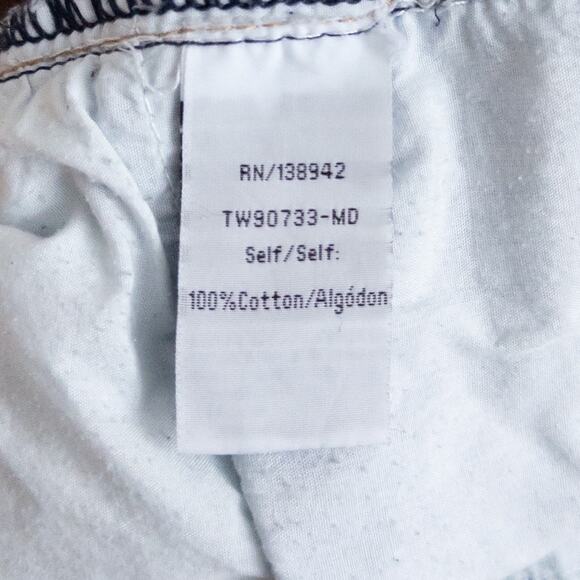 RN/138942
TW90733-MD
Self/Self:
100%Cotton/Algódon